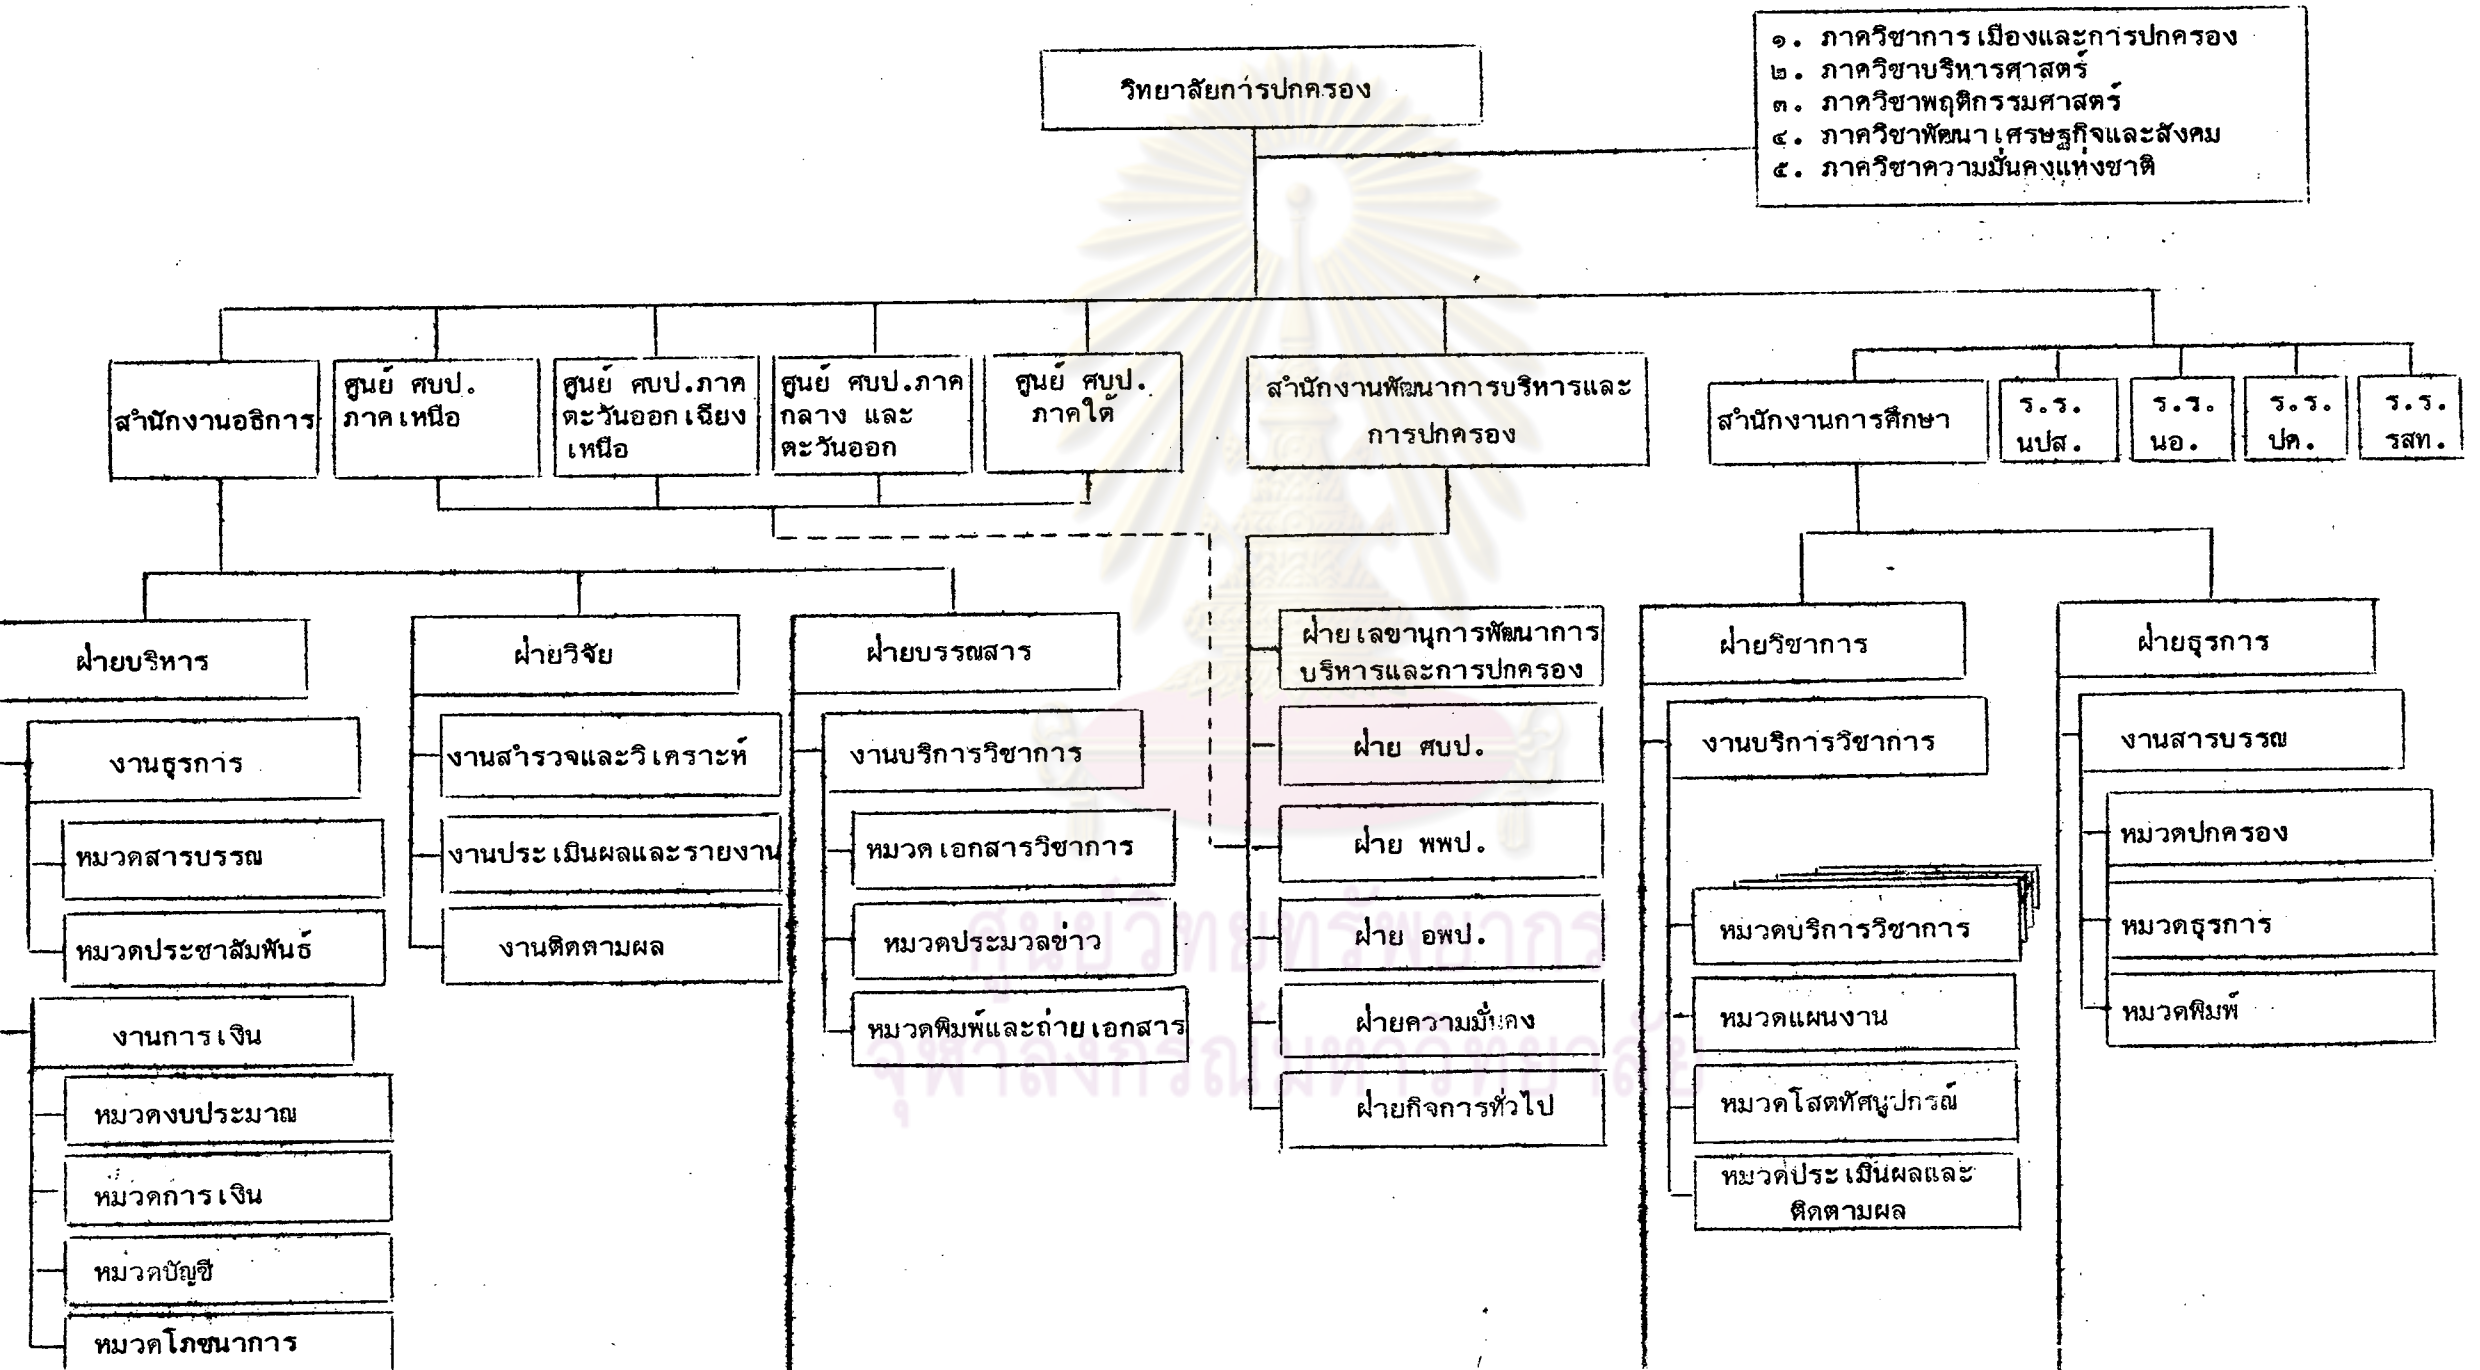 วิทยาลัยการปกครอง
๑. ภาควิชาการเมืองและการปกครอง
๒. ภาควิชาบริหารศาสตร์
๓. ภาควิชาพฤติกรรมศาสตร์
๔. ภาควิชาพัฒนาเศรษฐกิจและสังคม
๕. ภาควิชาความมั่นคงแห่งชาติ
สำนักงานอธิการ
ศูนย์ ศบป.
ภาคเหนือ
ศูนย์ ศบป.ภาค
ตะวันออกเฉียง
เหนือ
ศูนย์ ศบป.ภาค
กลาง และ
ตะวันออก
ศูนย์ ศบป.
ภาคใต้
สำนักงานพัฒนาการบริหารและ
การปกครอง
สำนักงานการศึกษา
ร.ร.
นปส.
ร.ร.
นอ.
ร.ร.
ปค.
ร.ร.
รสท.
ฝ่ายบริหาร
งานธุรการ
หมวดสารบรรณ
หมวดประชาสัมพันธ์
งานการเงิน
หมวดงบประมาณ
หมวดการเงิน
หมวดบัญชี
หมวดโภชนาการ
ฝ่ายวิจัย
งานสำรวจและวิเคราะห์
งานประเมินผลและรายงาน
งานติดตามผล
ฝ่ายบรรณสาร
งานบริการวิชาการ
หมวดเอกสารวิชาการ
หมวดประมวลข่าว
หมวดพิมพ์และถ่ายเอกสาร
ฝ่ายเลขานุการพัฒนาการ
บริหารและการปกครอง
ฝ่าย ศบป.
ฝ่าย พพป.
ฝ่าย อพป.
ฝ่ายความมั่นคง
ฝ่ายกิจการทั่วไป
ฝ่ายวิชาการ
งานบริการวิชาการ
หมวดบริการวิชาการ
หมวดแผนงาน
หมวดโสตทัศนูปกรณ์
หมวดประเมินผลและ
ติดตามผล
ฝ่ายธุรการ
งานสารบรรณ
หมวดปกครอง
หมวดธุรการ
หมวดพิมพ์
ศูนย์วิทยทรัพยากร
จุฬาลงกรณ์มหาวิทยาลัย